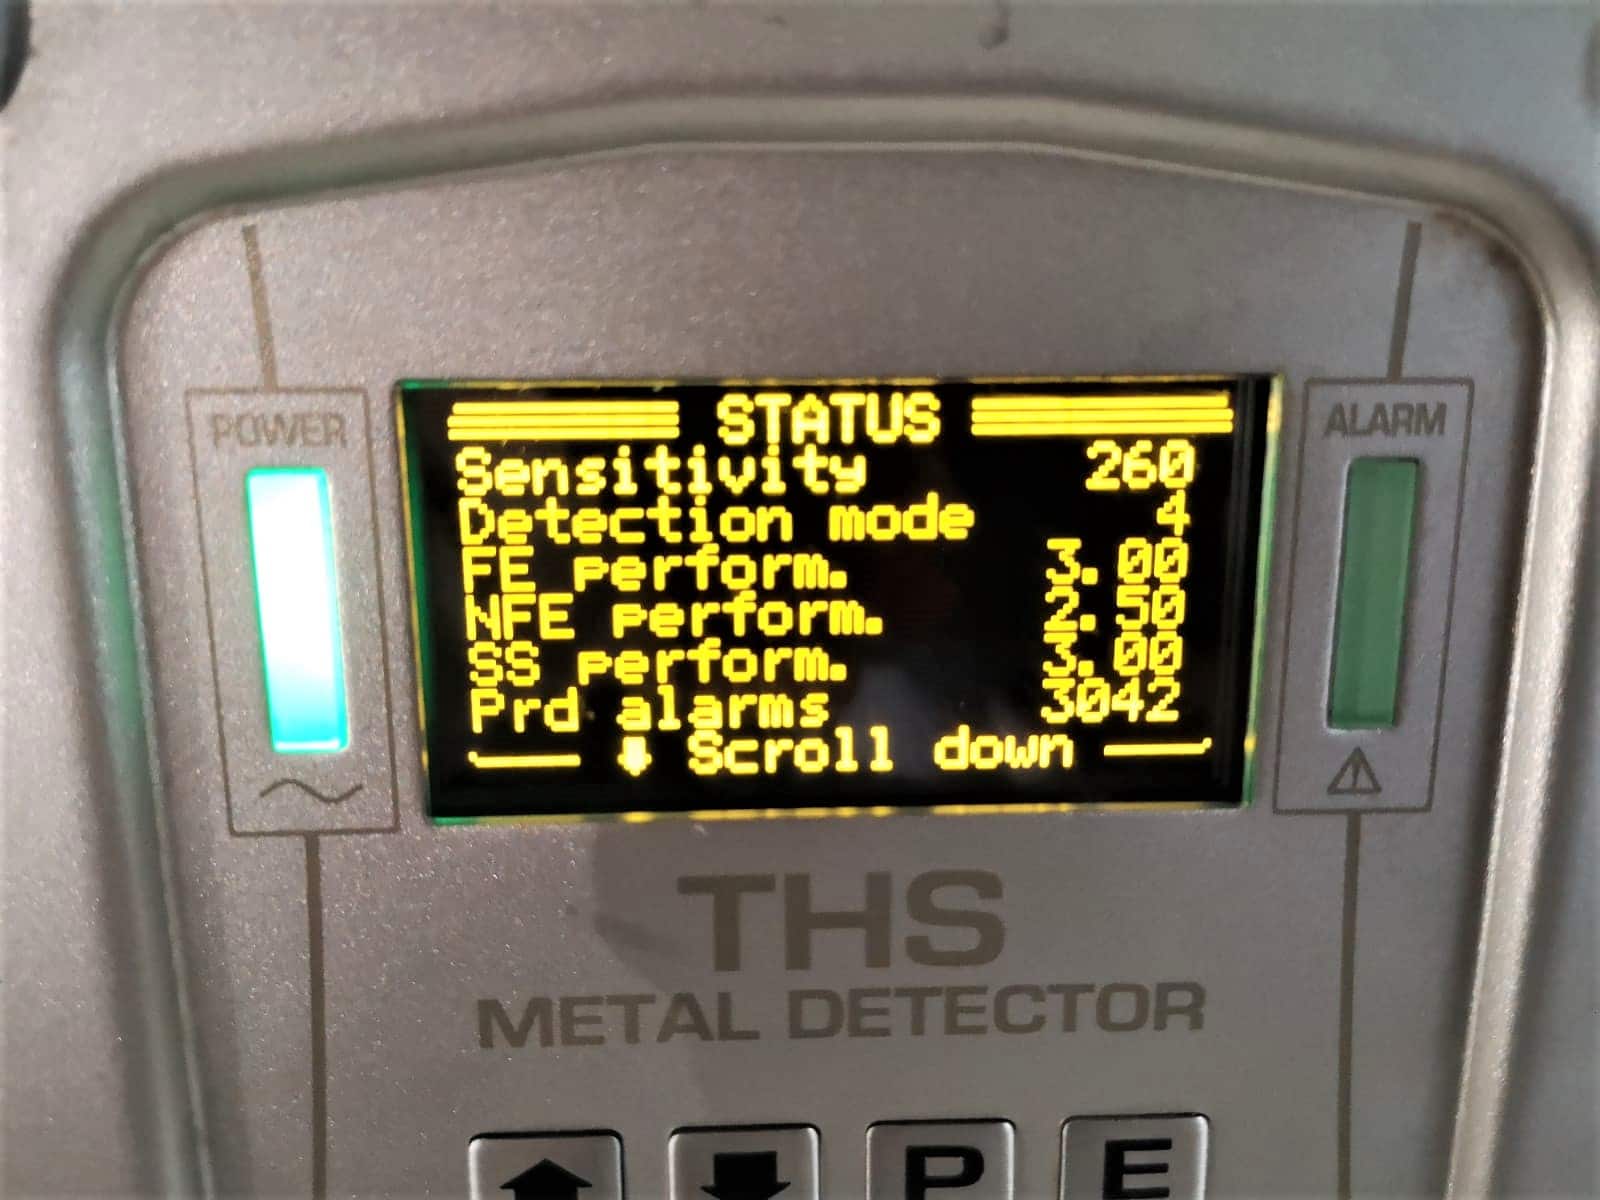 POWER
ALARM
STATUS
Sensitivity 260
Detection mode 4
FE perform. 3.00
NFE perform. 2.50
SS perform. 3.00
Prd alarms 3042
Scroll down
THS
METAL DETECTOR
P E